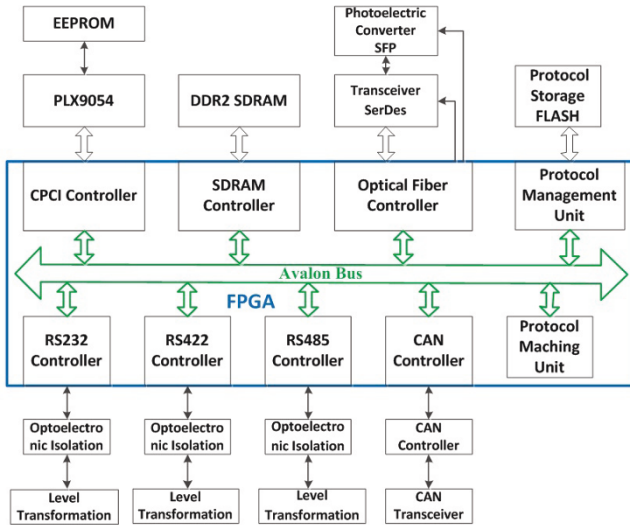 EEPROM
Photoelectric
Converter
SFP
PLX9054
DDR2 SDRAM
Transceiver
SerDes
Protocol
Storage
FLASH
CPCI Controller
SDRAM
Controller
Optical Fiber
Controller
Protocol
Management
Unit
Avalon Bus
FPGA
RS232
Controller
RS422
Controller
RS485
Controller
CAN
Controller
Protocol
Maching
Unit
Optoelectro
nic Isolation
Optoelectro
nic Isolation
Optoelectro
nic Isolation
CAN
Controller
Level
Transformation
Level
Transformation
Level
Transformation
CAN
Transceiver